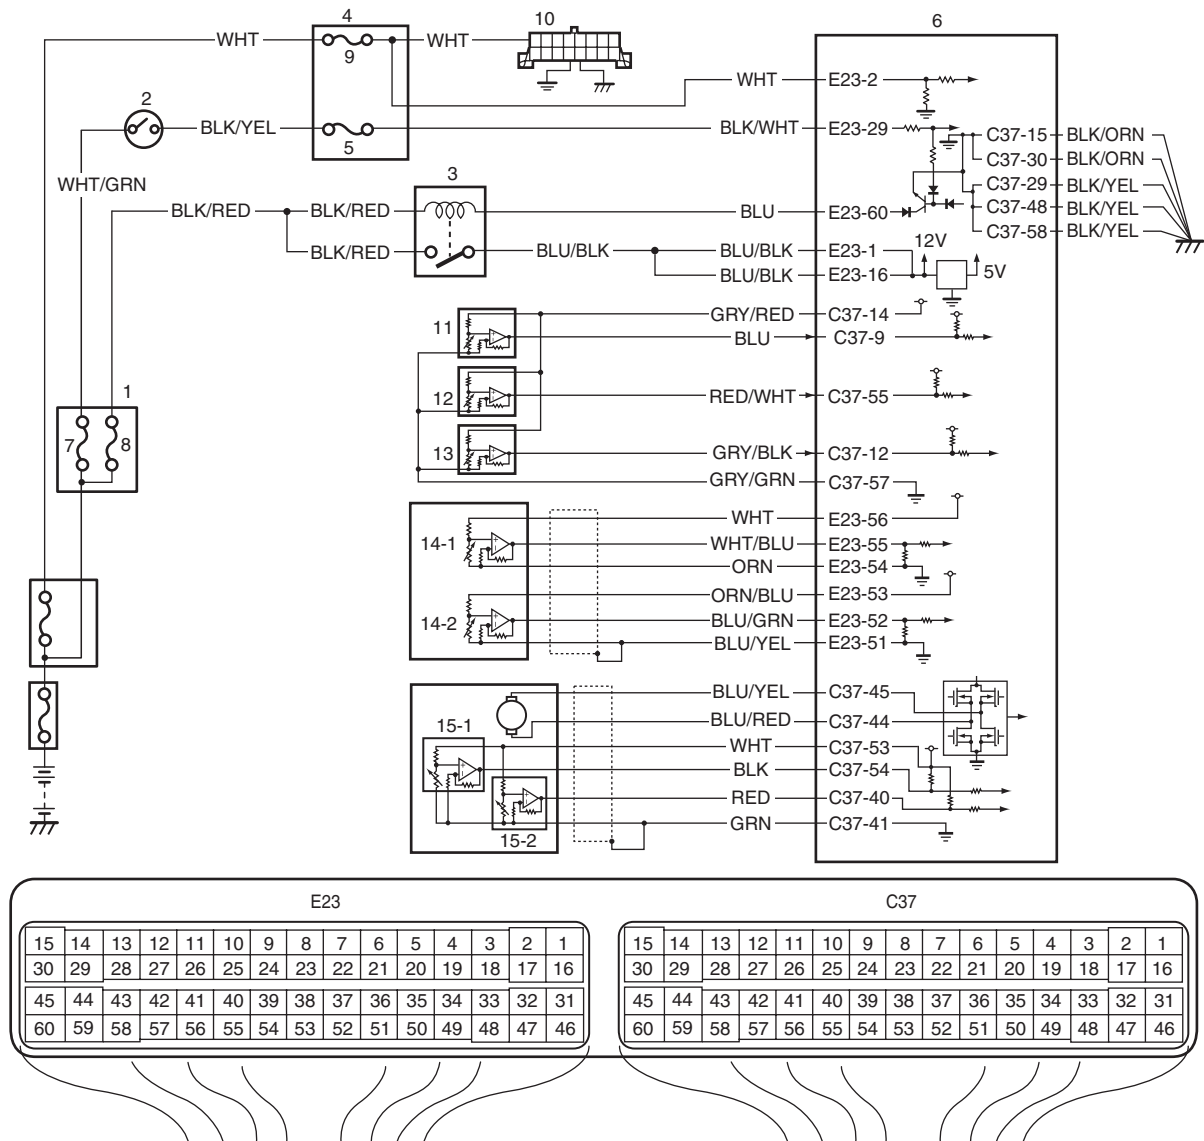 4 10 6
WHT WHT
9
WHT E23-2
2
BLK/YEL BLK/WHT E23-29
5
C37-15 BLK/ORN
C37-30 BLK/ORN
WHT/GRN
3
C37-29 BLK/YEL
BLK/RED BLK/RED BLU E23-60
C37-48 BLK/YEL
C37-58 BLK/YEL
BLK/RED BLU/BLK BLU/BLK E23-1 12V
BLU/BLK E23-16 5V
GRY/RED C37-14
11
BLU C37-9
1
12 RED/WHT C37-55
7 8
13 GRY/BLK C37-12
GRY/GRN C37-57
WHT E23-56
14-1 WHT/BLU E23-55
ORN E23-54
ORN/BLU E23-53
14-2 BLU/GRN E23-52
BLU/YEL E23-51
BLU/YEL C37-45
15-1 BLU/RED C37-44
WHT C37-53
BLK C37-54
RED C37-40
GRN C37-41
15-2
E23 C37
15 14 13 12 11 10 9 8 7 6 5 4 3 2 1 15 14 13 12 11 10 9 8 7 6 5 4 3 2 1
30 29 28 27 26 25 24 23 22 21 20 19 18 17 16 30 29 28 27 26 25 24 23 22 21 20 19 18 17 16
45 44 43 42 41 40 39 38 37 36 35 34 33 32 31 45 44 43 42 41 40 39 38 37 36 35 34 33 32 31
60 59 58 57 56 55 54 53 52 51 50 49 48 47 46 60 59 58 57 56 55 54 53 52 51 50 49 48 47 46